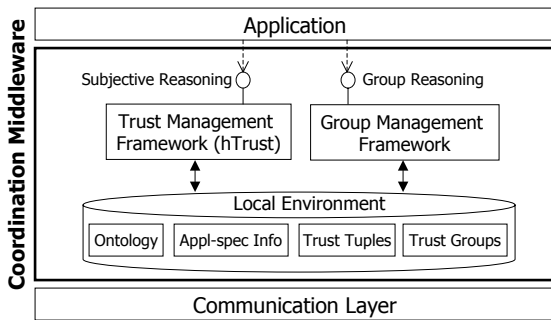 Application
Coordination Middleware
Subjective Reasoning
Group Reasoning
Trust Management
Framework (hTrust)
Group Management
Framework
Local Environment
Ontology
Appl-spec Info
Trust Tuples
Trust Groups
Communication Layer